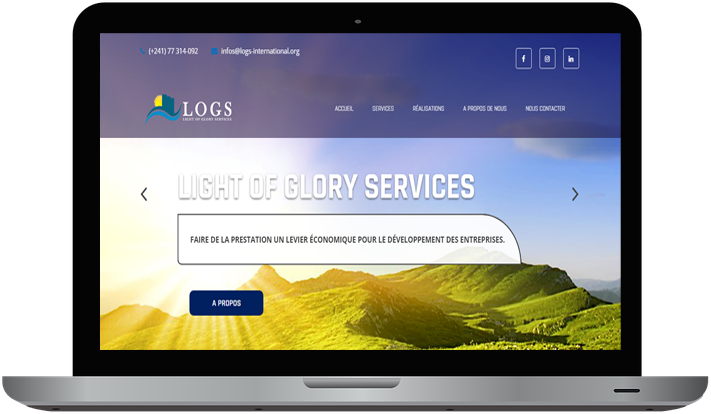 (+241) 77 314-092 infos@logs-international.org
LOGS
LIGHT OF GLORY SERVICES
ACCUEIL SERVICES RÉALISATIONS A PROPOS DE NOUS NOUS CONTACTER
LIGHT OF GLORY SERVICES
FAIRE DE LA PRESTATION UN LEVIER ÉCONOMIQUE POUR LE DÉVELOPPEMENT DES ENTREPRISES.
A PROPOS